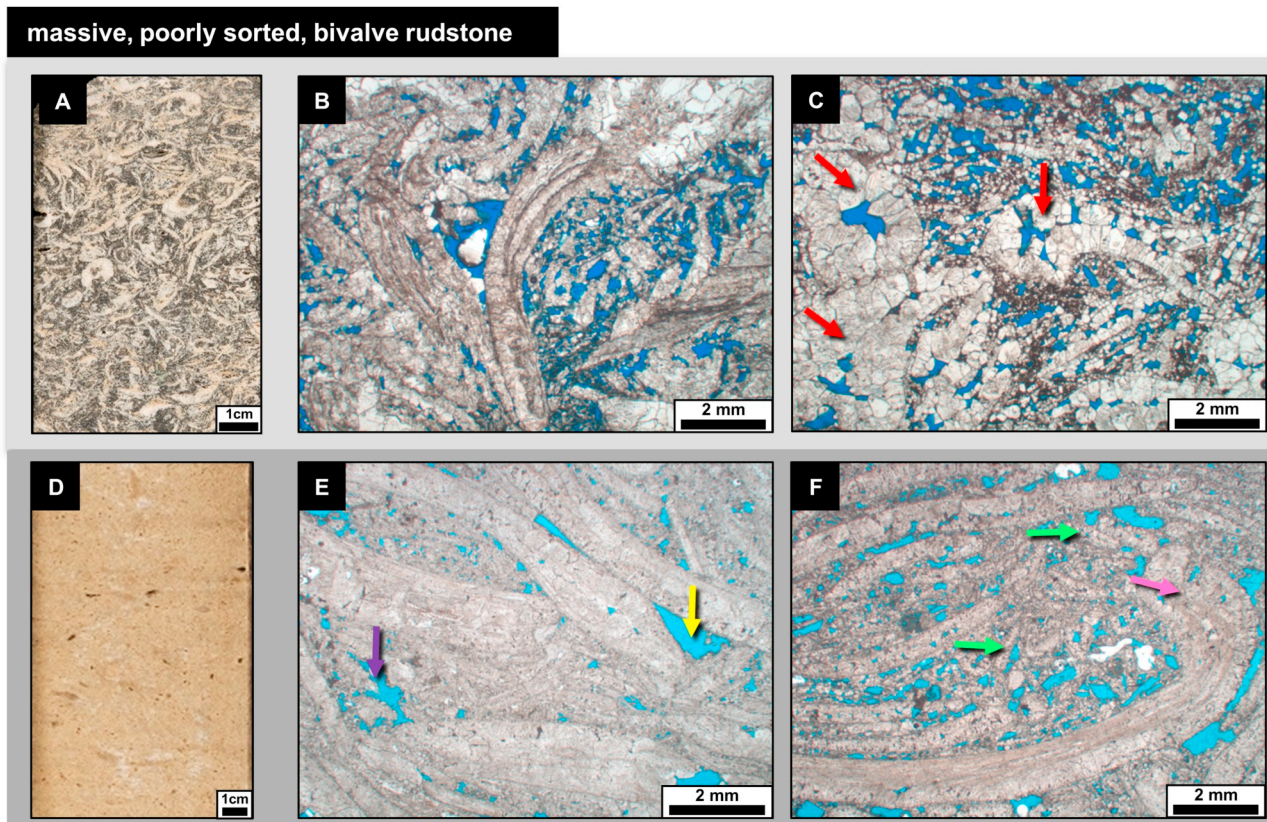 massive, poorly sorted, bivalve rudstone
A
B
C
1cm
2 mm
2 mm
D
E
F
1cm
2 mm
2 mm